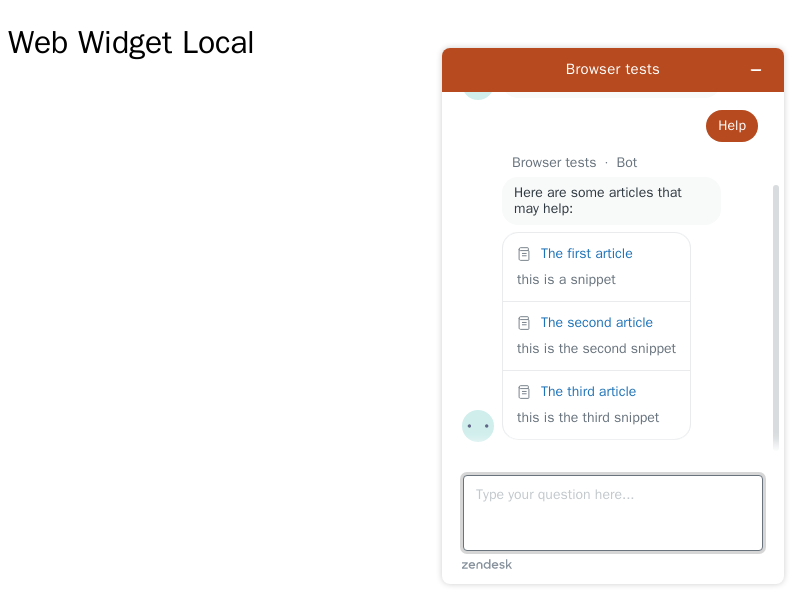 Web Widget Local
Browser tests
Help
Browser tests · Bot
Here are some articles that
may help:
The first article
this is a snippet
The second article
this is the second snippet
The third article
this is the third snippet
Type your question here...
zendesk